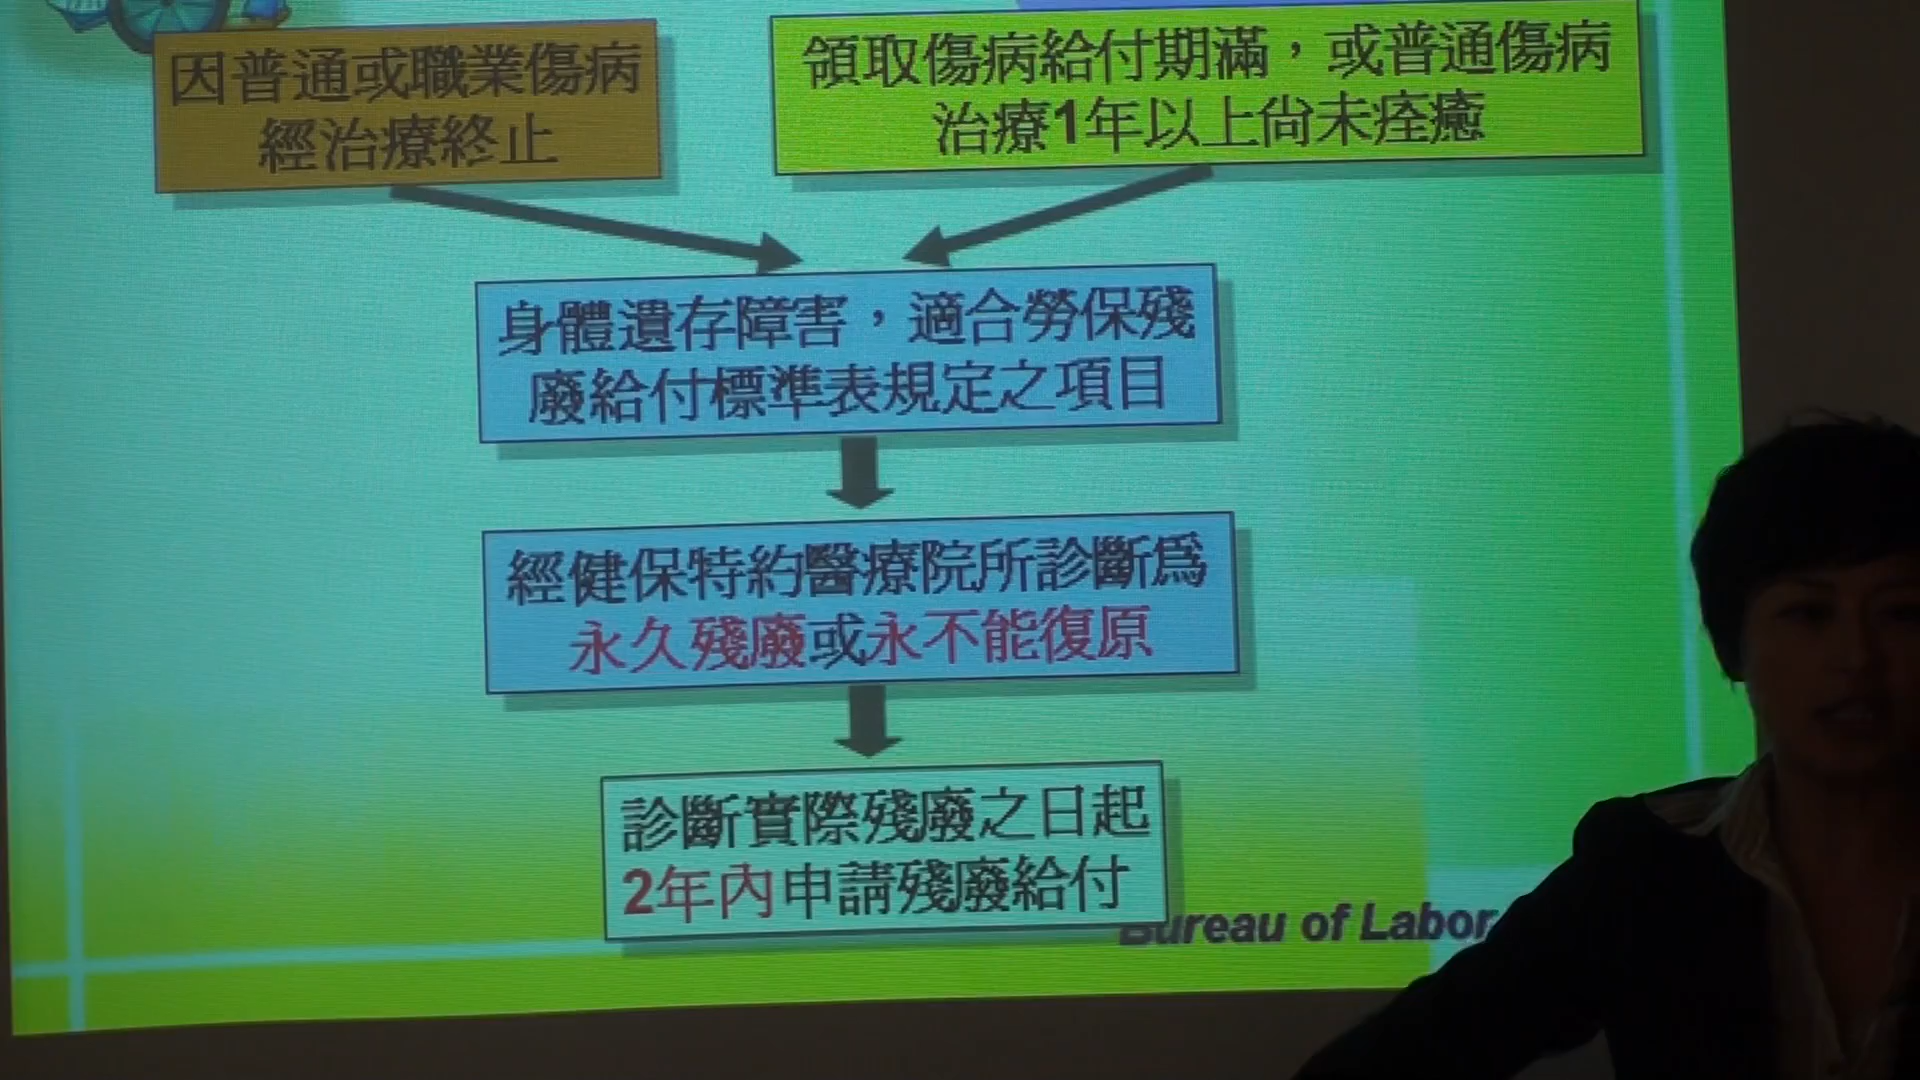 因普通或職業傷病
經治療終止
領取傷病給付期滿，或普通傷病
治療1年以上尚未痊癒
身體遺存障害，適合勞保殘
廢給付標準表規定之項目
經健保特約醫療院所診斷為
永久殘廢或永不能復原
診斷實際殘廢之日起
2年內申請殘廢給付
Bureau of Labor